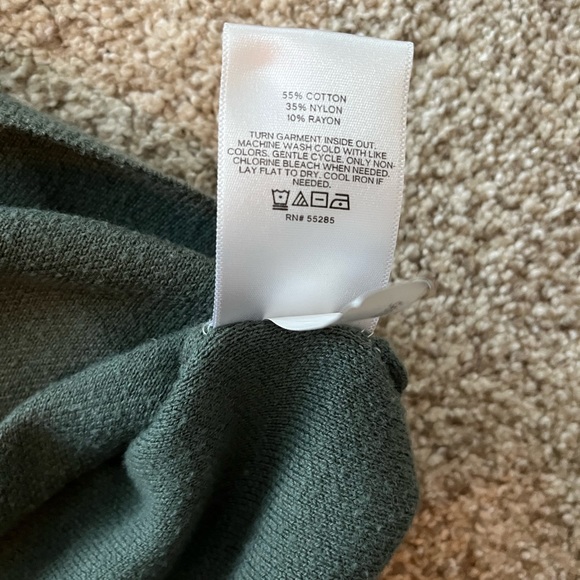 55% COTTON
35% NYLON
10% RAYON
TURN GARMENT INSIDE OUT.
MACHINE WASH COLD WITH LIKE
COLORS, GENTLE CYCLE. ONLY NON-
CHLORINE BLEACH WHEN NEEDED.
LAY FLAT TO DRY. COOL IRON IF
NEEDED.
RN# 55285